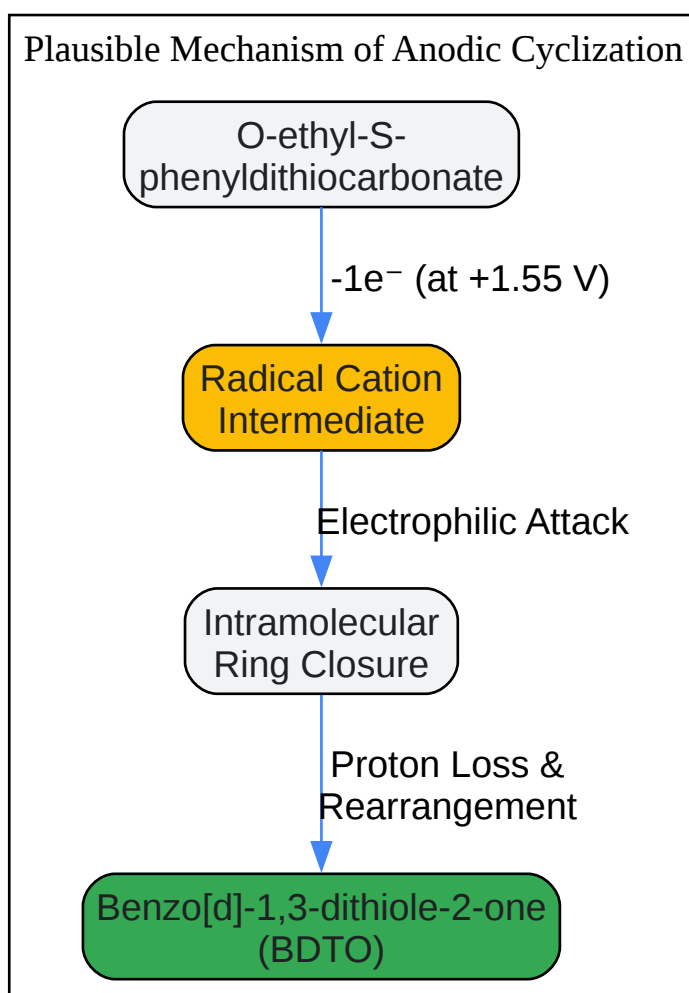 Plausible Mechanism of Anodic Cyclization
O-ethyl-S-
phenyldithiocarbonate
-1e⁻ (at +1.55 V)
Radical Cation
Intermediate
Electrophilic Attack
Intramolecular
Ring Closure
Proton Loss &
Rearrangement
Benzo[d]-1,3-dithiole-2-one
(BDTO)